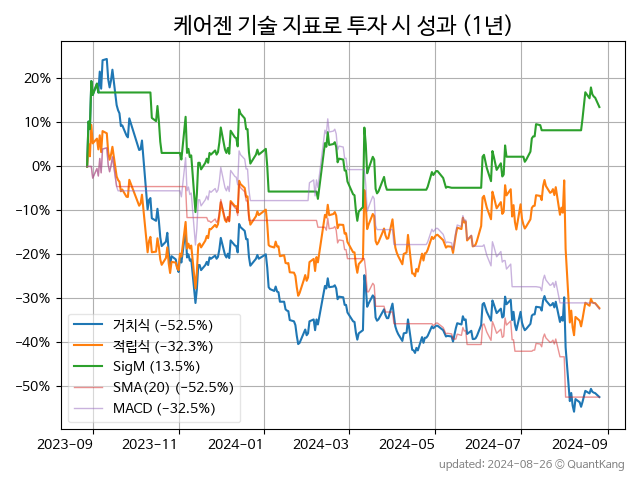 케어젠 기술 지표로 투자 시 성과 (1년)
20%
10%
0%
−10%
−20%
−30%
−40%
−50%
거치식 (−52.5%)
적립식 (−32.3%)
SigM (13.5%)
SMA(20) (−52.5%)
MACD (−32.5%)
2023-09 2023-11 2024-01 2024-03 2024-05 2024-07 2024-09
updated: 2024-08-26 ⓒ QuantKang